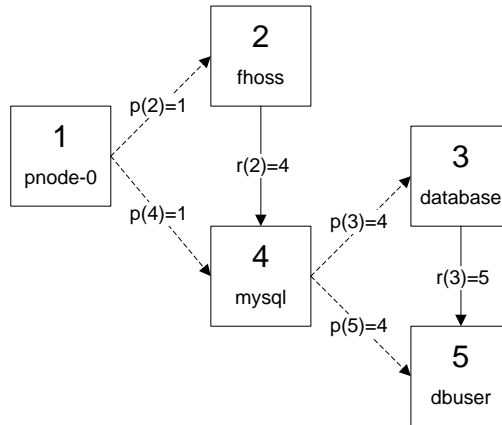 2
fhoss
p(2)=1
1
pnode-0
r(2)=4
3
database
p(4)=1
p(3)=4
4
mysql
r(3)=5
p(5)=4
5
dbuser